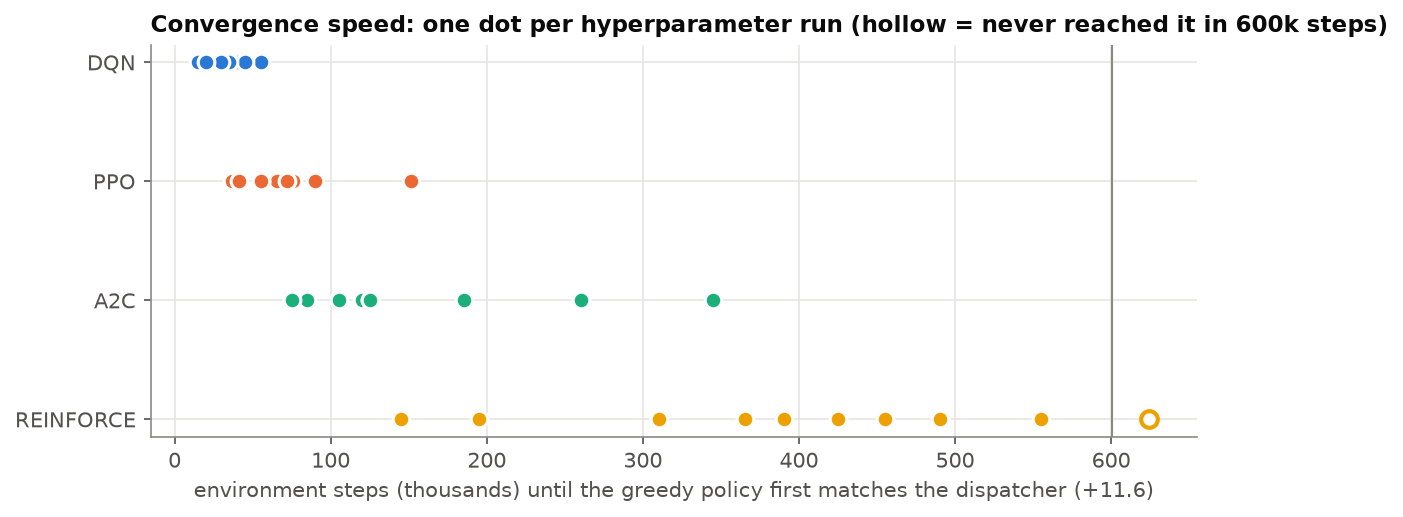 Convergence speed: one dot per hyperparameter run (hollow = never reached it in 600k steps)
DQN
PPO
A2C
REINFORCE
0 100 200 300 400 500 600
environment steps (thousands) until the greedy policy first matches the dispatcher (+11.6)